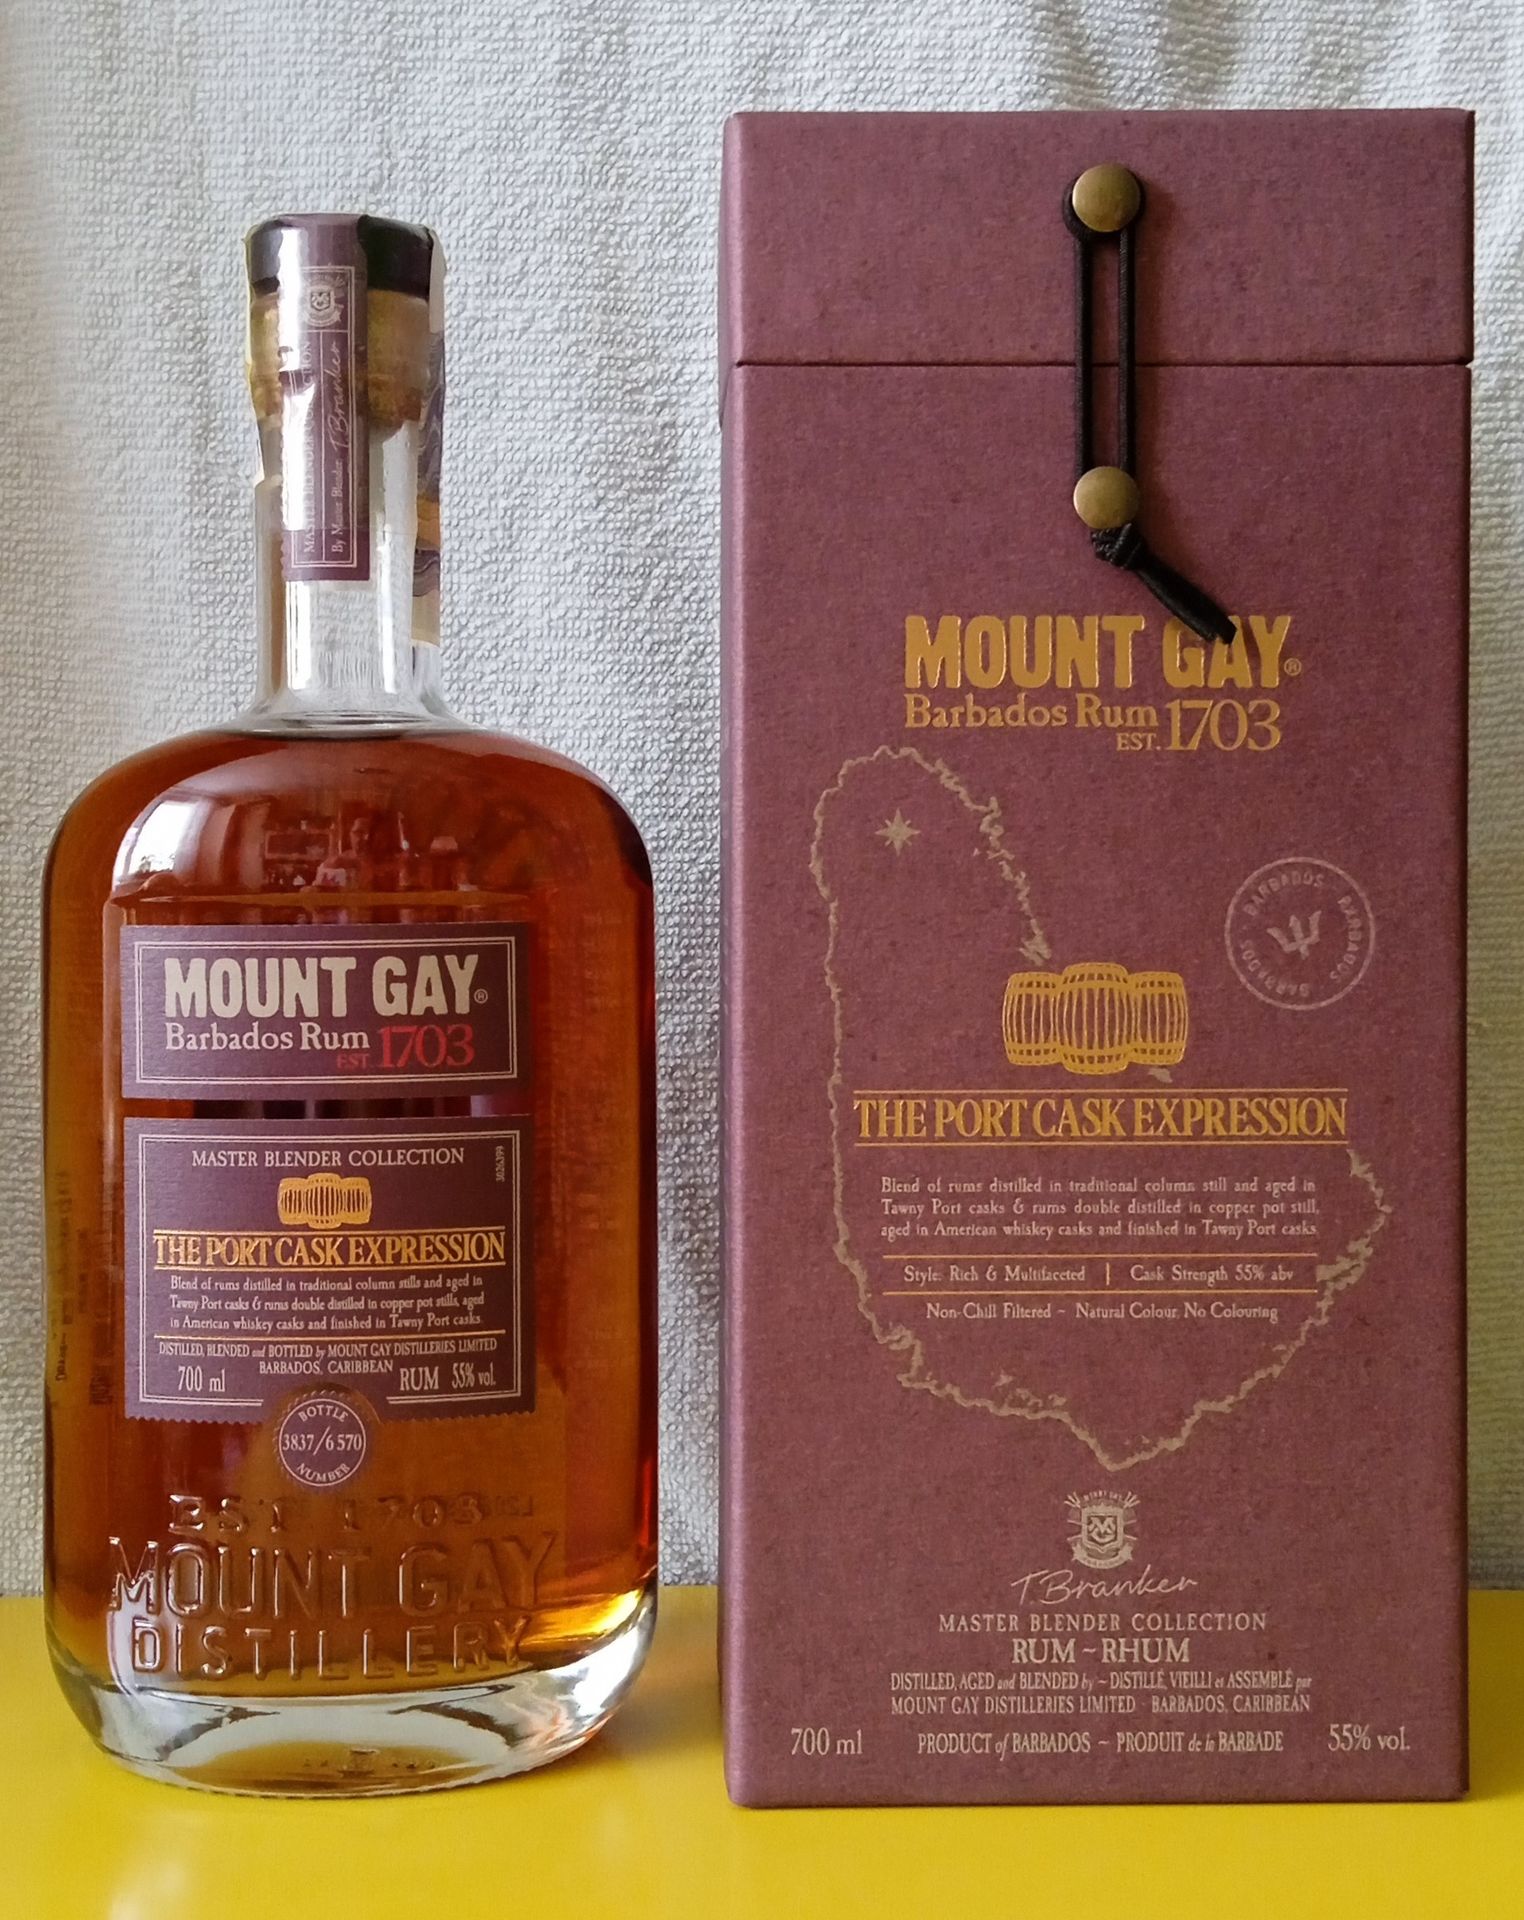 MASTER BLENDER COLLECTION
By Master Blender T.Branker
MOUNT GAY®
Barbados Rum
EST. 1703
MASTER BLENDER COLLECTION
3026399
THE PORT CASK EXPRESSION
Blend of rums distilled in traditional column stills and aged in
Tawny Port casks & rums double distilled in copper pot stills, aged
in American whiskey casks and finished in Tawny Port casks.
DISTILLED, BLENDED and BOTTLED by MOUNT GAY DISTILLERIES LIMITED
BARBADOS, CARIBBEAN
700 ml RUM 55% vol.
BOTTLE
3837/6 570
NUMBER
EST 1703
MOUNT GAY
DISTILLERY
MOUNT GAY®
Barbados Rum
EST. 1703
BARBADOS · BARBADOS · BARBADOS ·
THE PORT CASK EXPRESSION
Blend of rums distilled in traditional column still and aged in
Tawny Port casks & rums double distilled in copper pot still,
aged in American whiskey casks and finished in Tawny Port casks.
Style: Rich & Multifaceted | Cask Strength 55% abv
Non-Chill Filtered ~ Natural Colour, No Colouring
T.Branker
MASTER BLENDER COLLECTION
RUM ~ RHUM
DISTILLED, AGED and BLENDED by ~ DISTILLÉ, VIEILLI et ASSEMBLÉ par
MOUNT GAY DISTILLERIES LIMITED · BARBADOS, CARIBBEAN
700 ml PRODUCT of BARBADOS ~ PRODUIT de la BARBADE 55% vol.